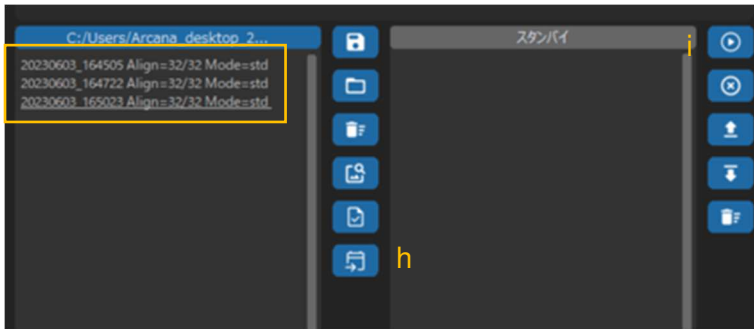 C:/Users/Arcana_desktop_2...
スタンバイ
i
20230603_164505 Align=32/32 Mode=std
20230603_164722 Align=32/32 Mode=std
20230603_165023 Align=32/32 Mode=std
h